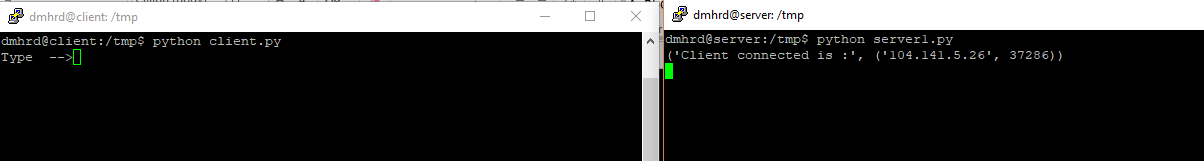 dmhrd@client: /tmp
dmhrd@client:/tmp$ python client.py
Type  -->
dmhrd@server: /tmp
dmhrd@server:/tmp$ python server1.py
('Client connected is :', ('104.141.5.26', 37286))